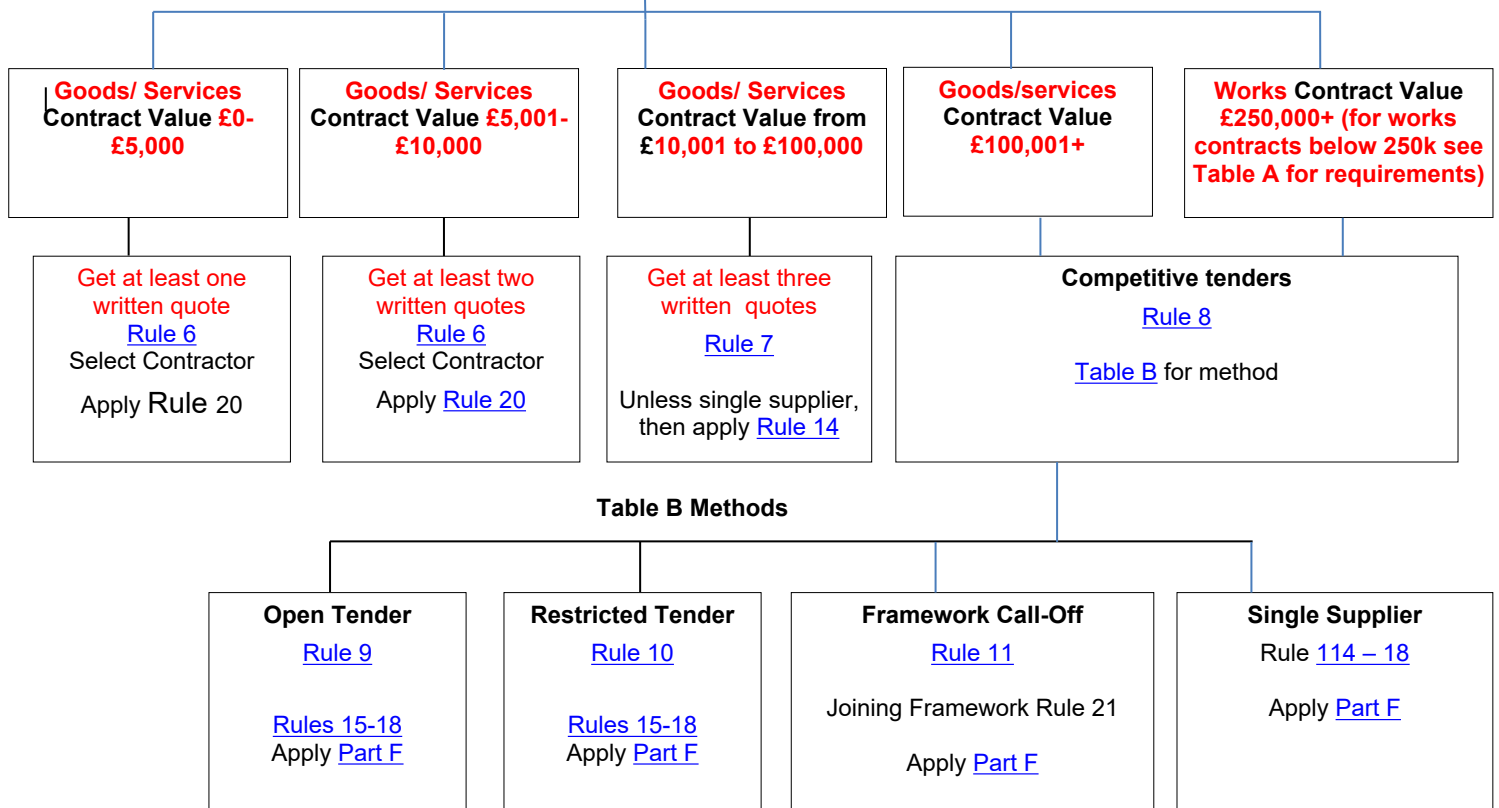 Goods/ Services
Contract Value £0-
£5,000
Goods/ Services
Contract Value £5,001-
£10,000
Goods/ Services
Contract Value from
£10,001 to £100,000
Goods/services
Contract Value
£100,001+
Works Contract Value
£250,000+ (for works
contracts below 250k see
Table A for requirements)
Get at least one
written quote
Rule 6
Select Contractor
Apply Rule 20
Get at least two
written quotes
Rule 6
Select Contractor
Apply Rule 20
Get at least three
written quotes
Rule 7
Unless single supplier,
then apply Rule 14
Competitive tenders
Rule 8
Table B for method
Table B Methods
Open Tender
Rule 9
Rules 15-18
Apply Part F
Restricted Tender
Rule 10
Rules 15-18
Apply Part F
Framework Call-Off
Rule 11
Joining Framework Rule 21
Apply Part F
Single Supplier
Rule 114 – 18
Apply Part F